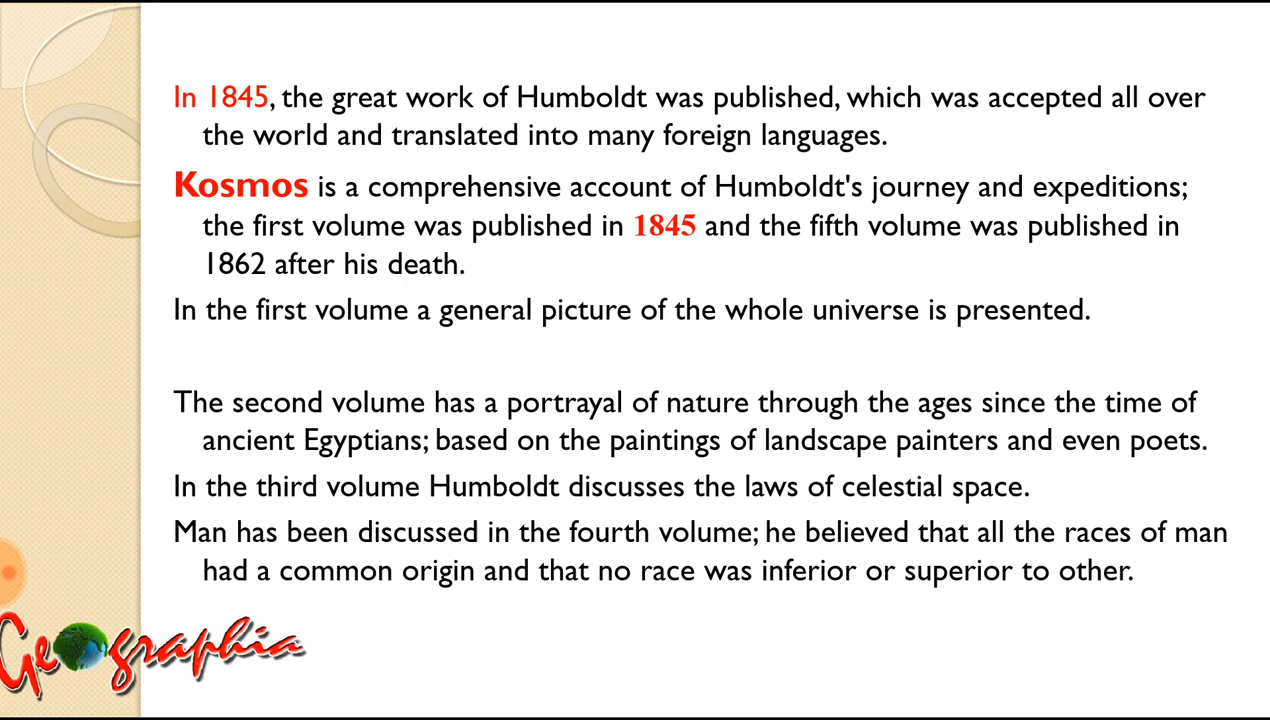 In 1845, the great work of Humboldt was published, which was accepted all over
the world and translated into many foreign languages.
Kosmos is a comprehensive account of Humboldt's journey and expeditions;
the first volume was published in 1845 and the fifth volume was published in
1862 after his death.
In the first volume a general picture of the whole universe is presented.
The second volume has a portrayal of nature through the ages since the time of
ancient Egyptians; based on the paintings of landscape painters and even poets.
In the third volume Humboldt discusses the laws of celestial space.
Man has been discussed in the fourth volume; he believed that all the races of man
had a common origin and that no race was inferior or superior to other.
Geographia